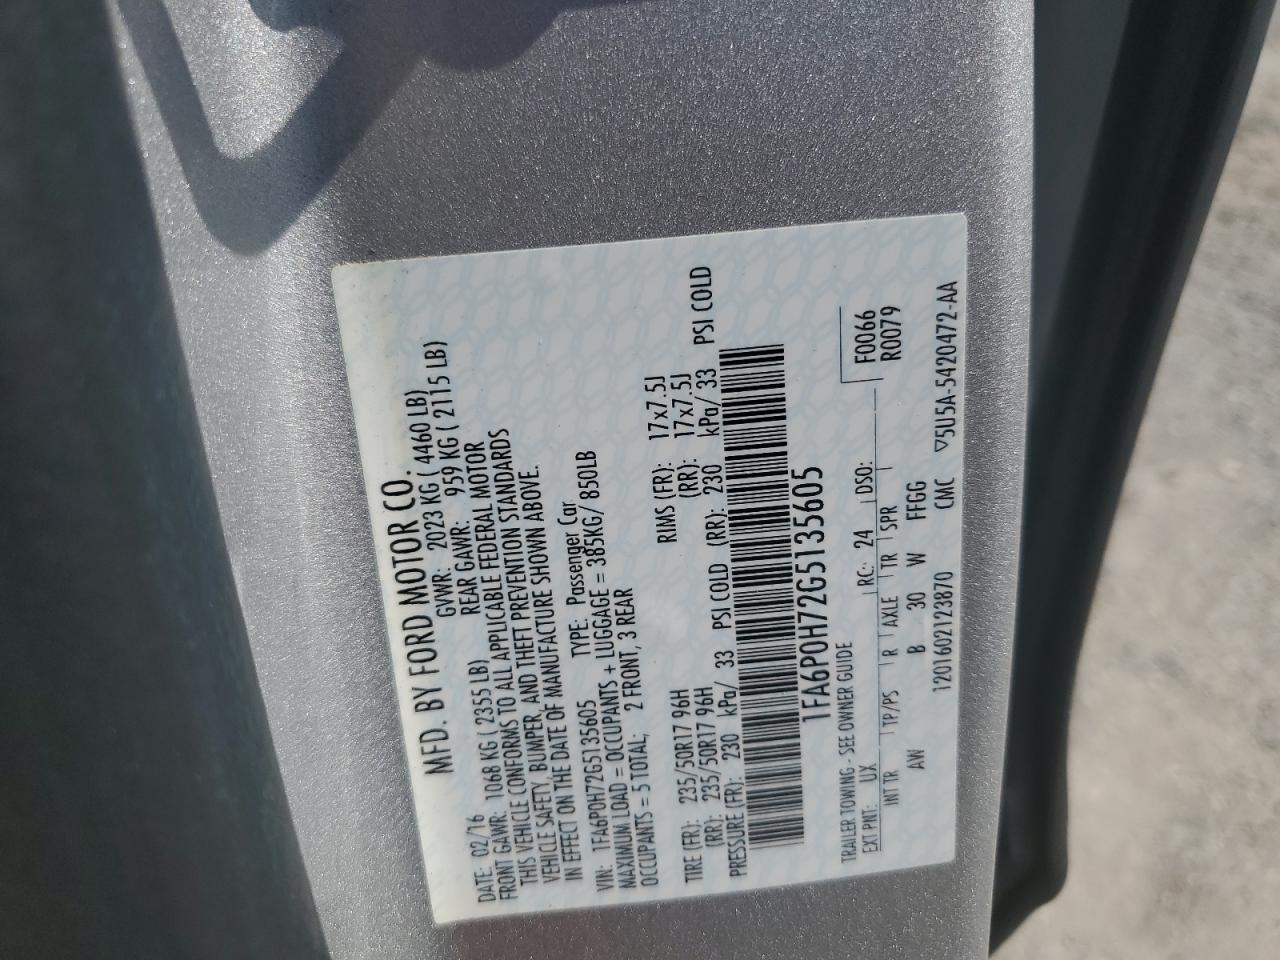 MFD. BY FORD MOTOR CO.
DATE: 02/16 GVWR: 2023 KG ( 4460 LB)
FRONT GAWR: 1068 KG ( 2355 LB) REAR GAWR: 959 KG ( 2115 LB)
THIS VEHICLE CONFORMS TO ALL APPLICABLE FEDERAL MOTOR
VEHICLE SAFETY, BUMPER, AND THEFT PREVENTION STANDARDS
IN EFFECT ON THE DATE OF MANUFACTURE SHOWN ABOVE.
VIN: 1FA6P0H72G5135605 TYPE: Passenger Car
MAXIMUM LOAD = OCCUPANTS + LUGGAGE = 385KG/ 850LB
OCCUPANTS = 5 TOTAL; 2 FRONT, 3 REAR
TIRE (FR): 235/50R17 96H RIMS (FR): 17x7.5J
(RR): 235/50R17 96H (RR): 17x7.5J
PRESSURE (FR): 230 kPa/ 33 PSI COLD (RR): 230 kPa/ 33 PSI COLD
1FA6P0H72G5135605
TRAILER TOWING - SEE OWNER GUIDE F0066
EXT PNT: UX RC: 24 DSO: R0079
INT TR TP/PS R AXLE TR SPR
AW B 30 W FFGG
1201602123870 CMC ▽5U5A-5420472-AA